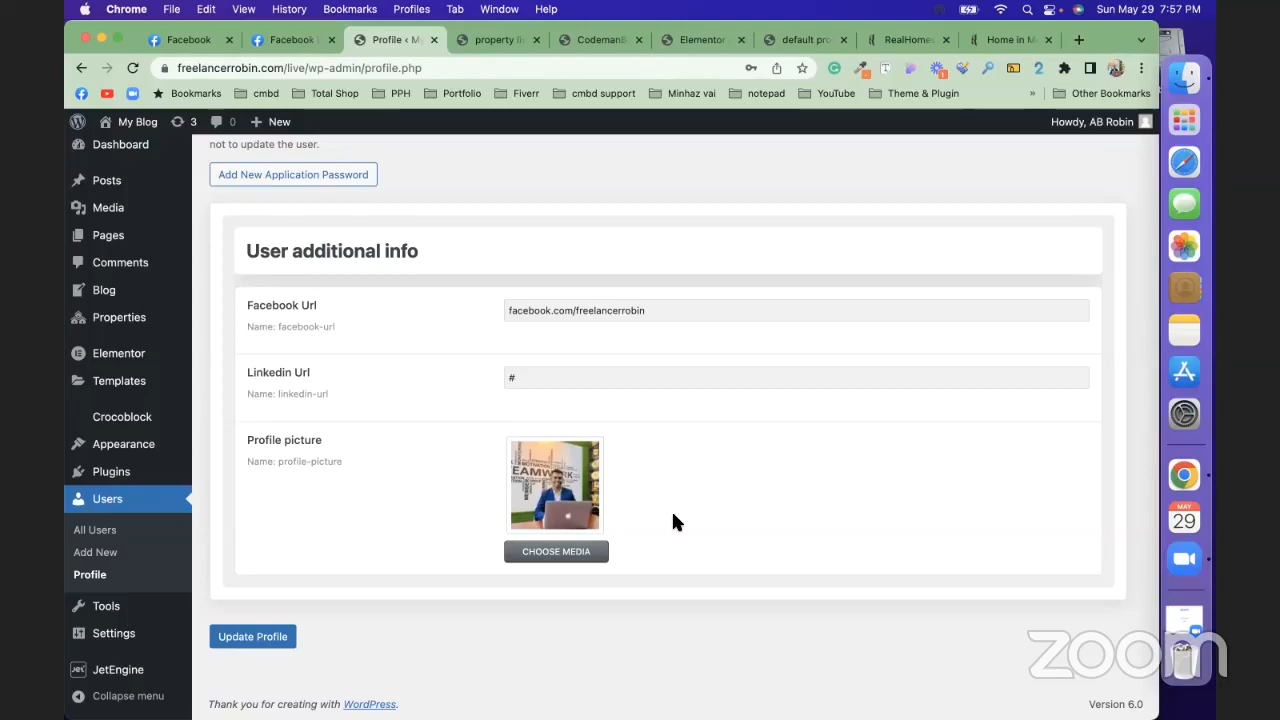 Chrome File Edit View History Bookmarks Profiles Tab Window Help Sun May 29 7:57 PM
Facebook Facebook Profile ‹ My property li CodemanB Elementor default pro RealHomes Home in M
freelancerrobin.com/live/wp-admin/profile.php
Bookmarks cmbd Total Shop PPH Portfolio Fiverr cmbd support Minhaz vai notepad YouTube Theme & Plugin » Other Bookmarks
My Blog 3 0 New Howdy, AB Robin
Dashboard
Posts
Media
Pages
Comments
Blog
Properties
Elementor
Templates
Crocoblock
Appearance
Plugins
Users
All Users
Add New
Profile
Tools
Settings
JetEngine
Collapse menu
not to update the user.
Add New Application Password
User additional info
Facebook Url
Name: facebook-url
facebook.com/freelancerrobin
Linkedin Url
Name: linkedin-url
#
Profile picture
Name: profile-picture
TEAMWORK
CHOOSE MEDIA
Update Profile
Thank you for creating with WordPress.
Version 6.0
MAY
29
zoom